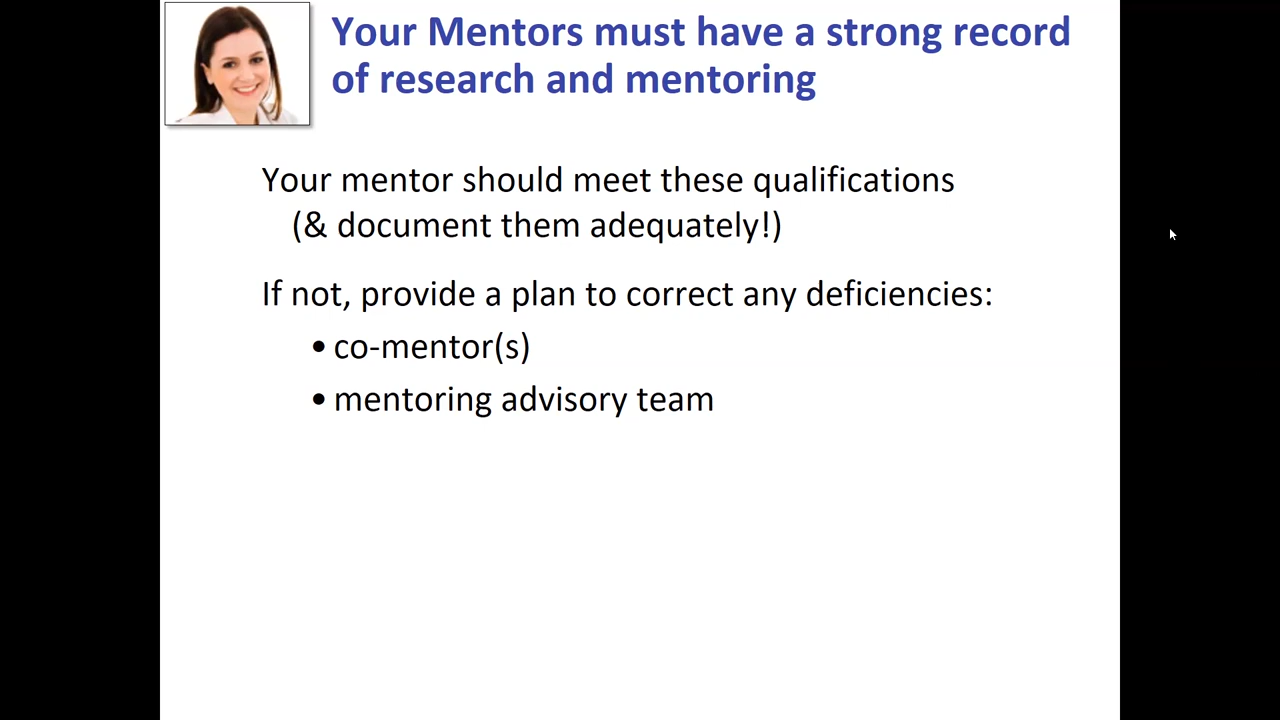 Your Mentors must have a strong record
of research and mentoring
Your mentor should meet these qualifications
(& document them adequately!)
If not, provide a plan to correct any deficiencies:
• co-mentor(s)
• mentoring advisory team